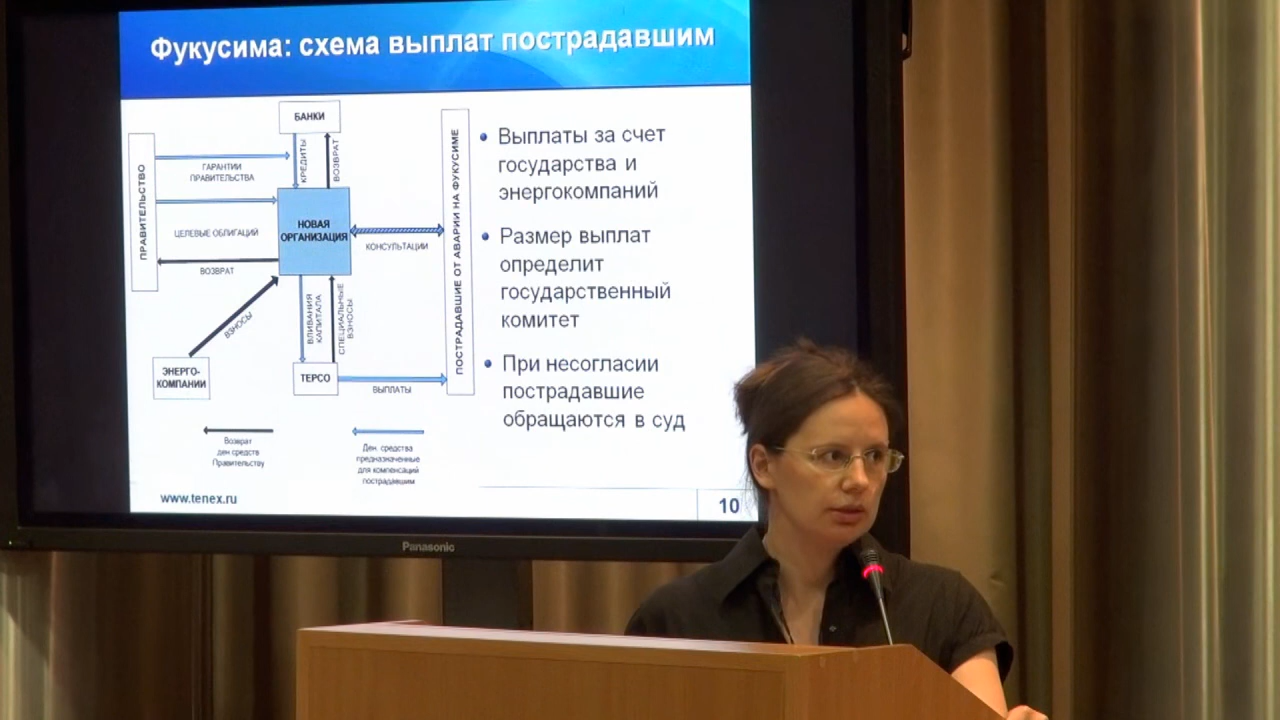 Фукусима: схема выплат пострадавшим
БАНКИ
ПРАВИТЕЛЬСТВО
ГАРАНТИИ
ПРАВИТЕЛЬСТВА
КРЕДИТЫ
ВОЗВРАТ
ЦЕЛЕВЫЕ ОБЛИГАЦИЙ
НОВАЯ
ОРГАНИЗАЦИЯ
КОНСУЛЬТАЦИИ
ВОЗВРАТ
ПОСТРАДАВШИЕ ОТ АВАРИИ НА ФУКУСИМЕ
ВЗНОСЫ
ВЛИВАНИЯ
КАПИТАЛА
СПЕЦИАЛЬНЫЕ
ВЗНОСЫ
ЭНЕРГО-
КОМПАНИИ
ТЕРСО
ВЫПЛАТЫ
Возврат
ден.средств
Правительству
Ден. средства
предназначенные
для компенсаций
пострадавшим
Выплаты за счет
государства и
энергокомпаний
Размер выплат
определит
государственный
комитет
При несогласии
пострадавшие
обращаются в суд
www.tenex.ru
10
Panasonic